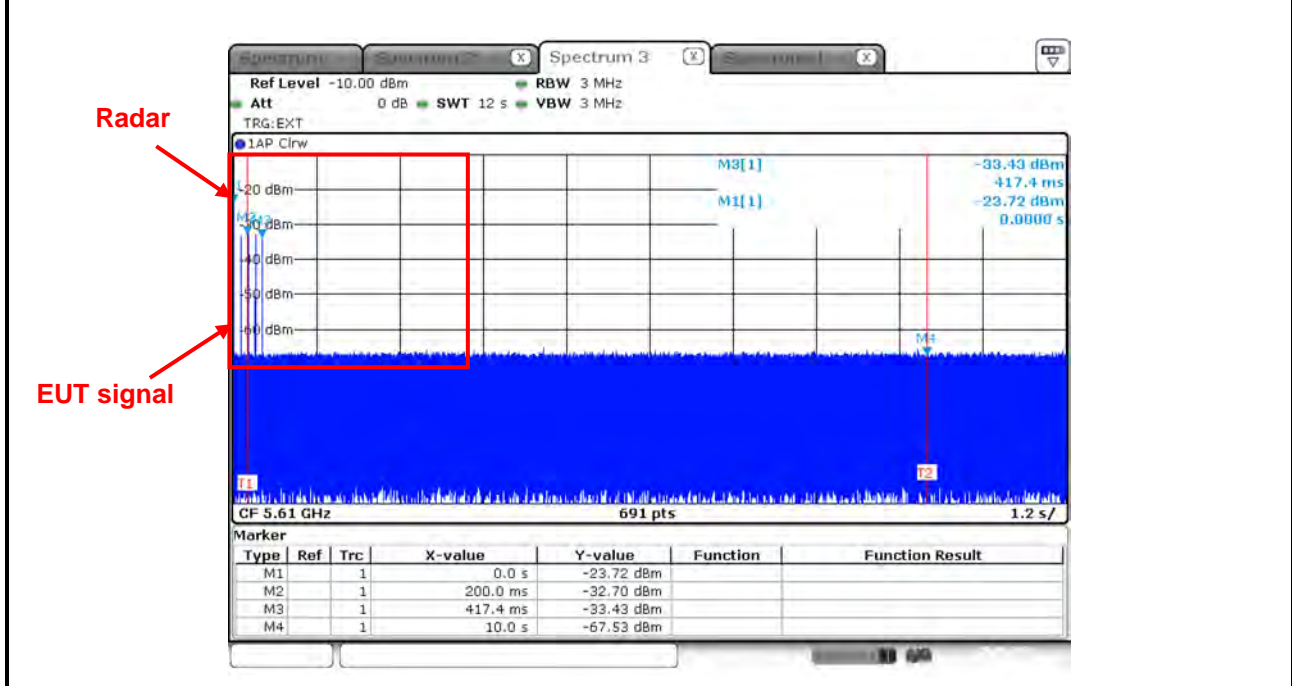 Spectrum 3
Ref Level -10.00 dBm RBW 3 MHz
Att 0 dB SWT 12 s VBW 3 MHz
TRG:EXT
1AP Clrw
Radar
EUT signal
M3[1] -33.43 dBm
417.4 ms
M1[1] -23.72 dBm
0.0000 s
-20 dBm
-30 dBm
-40 dBm
-50 dBm
-60 dBm
M4
T1
T2
CF 5.61 GHz 691 pts 1.2 s/
Marker
Type Ref Trc X-value Y-value Function Function Result
M1 1 0.0 s -23.72 dBm
M2 1 200.0 ms -32.70 dBm
M3 1 417.4 ms -33.43 dBm
M4 1 10.0 s -67.53 dBm